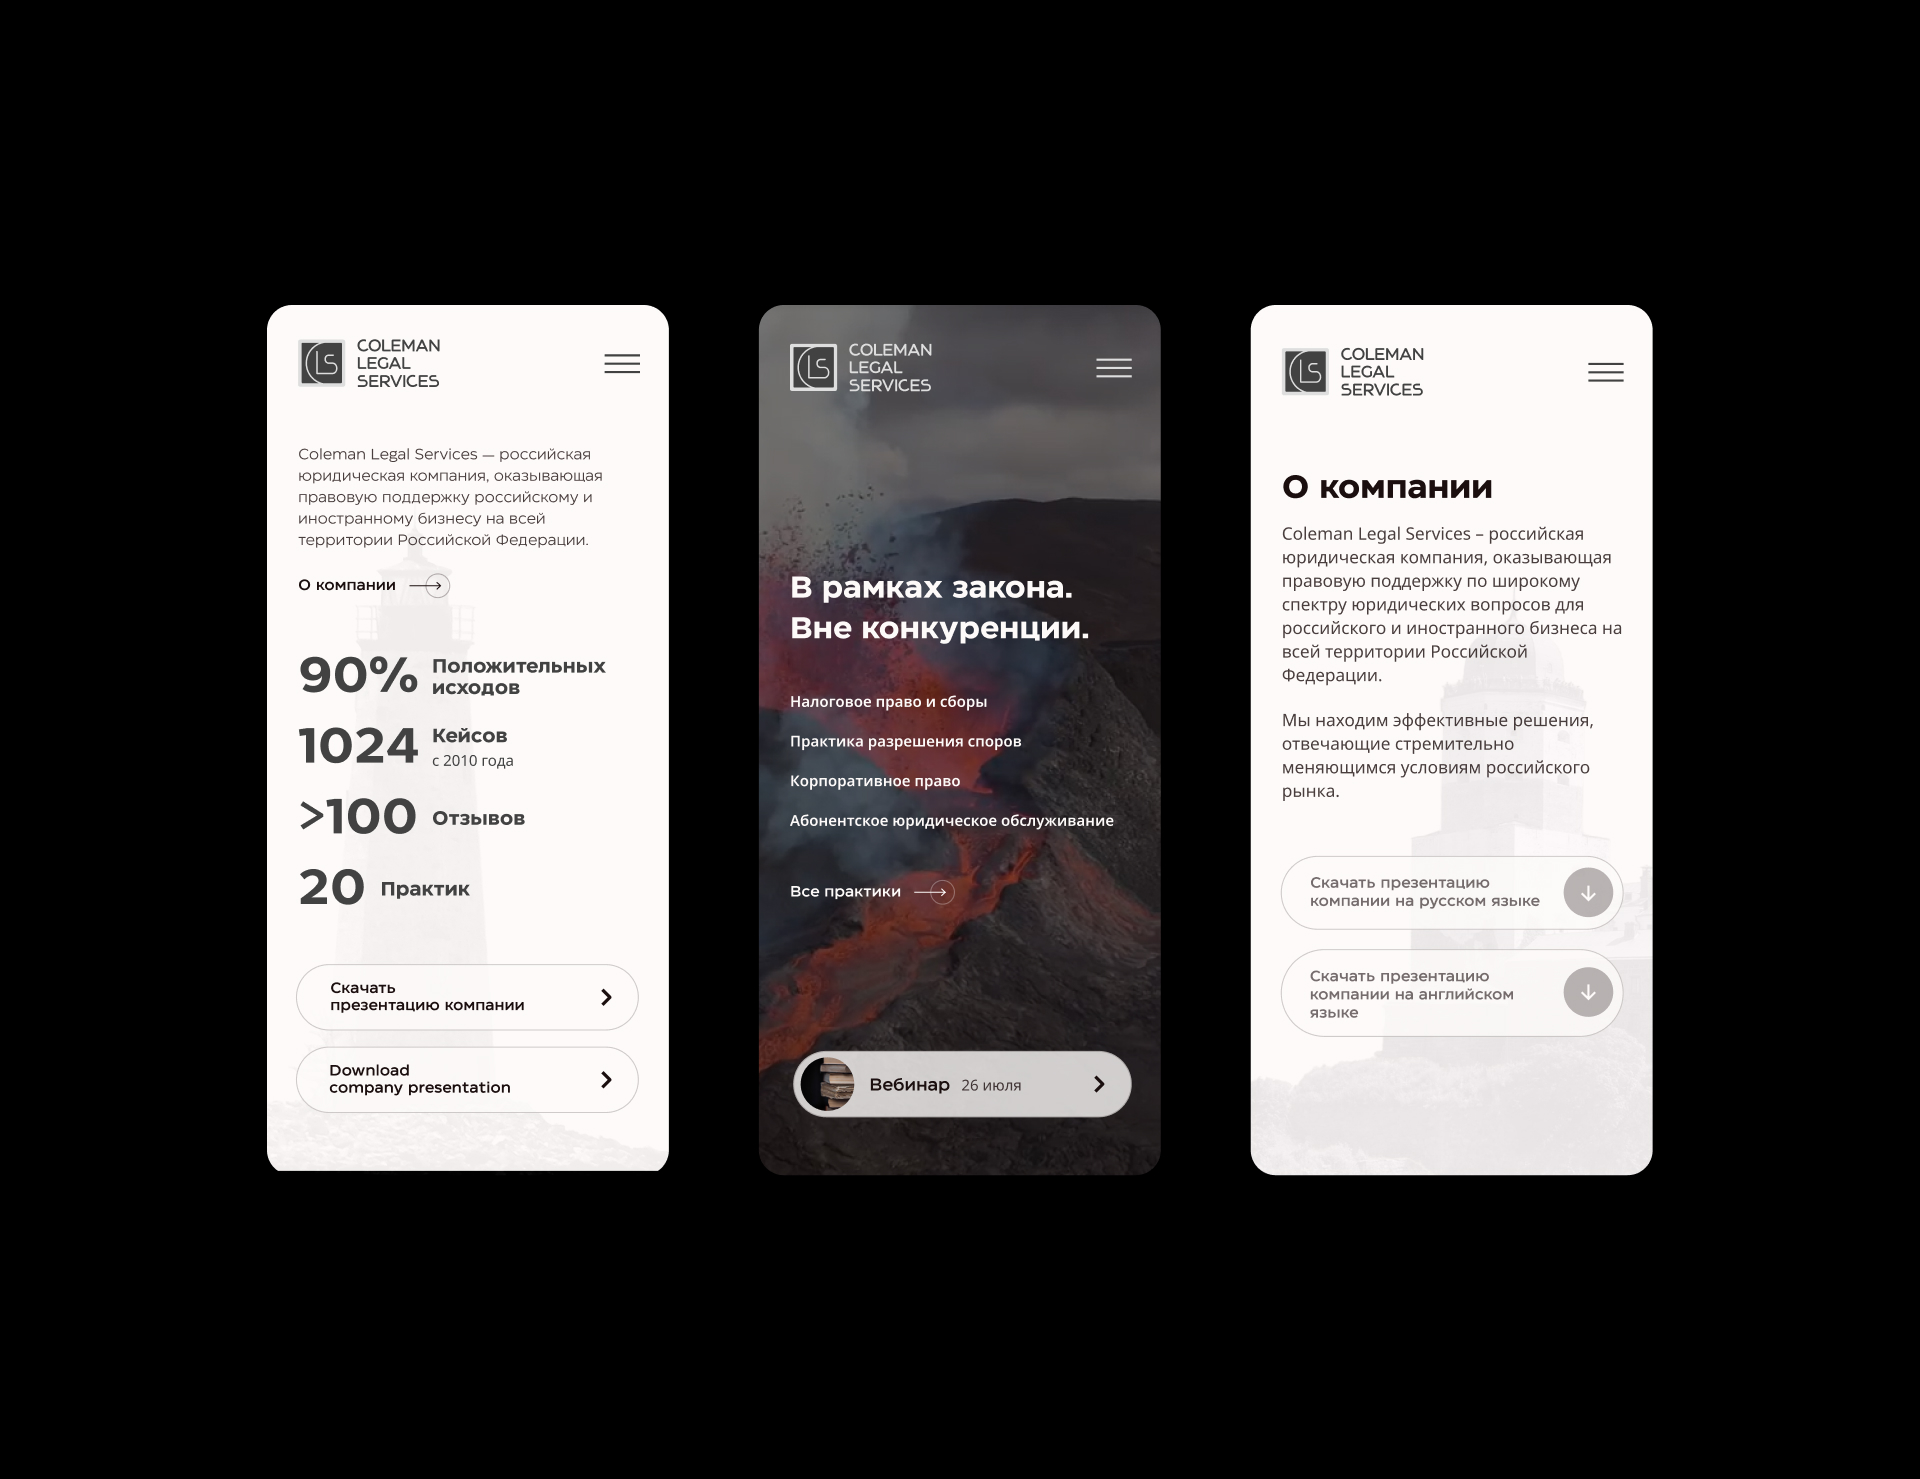 LS
COLEMAN
LEGAL
SERVICES
Coleman Legal Services — российская
юридическая компания, оказывающая
правовую поддержку российскому и
иностранному бизнесу на всей
территории Российской Федерации.
О компании
90% Положительных
исходов
1024 Кейсов
с 2010 года
>100 Отзывов
20 Практик
Скачать
презентацию компании
Download
company presentation
LS
COLEMAN
LEGAL
SERVICES
В рамках закона.
Вне конкуренции.
Налоговое право и сборы
Практика разрешения споров
Корпоративное право
Абонентское юридическое обслуживание
Все практики
Вебинар 26 июля
LS
COLEMAN
LEGAL
SERVICES
О компании
Coleman Legal Services – российская
юридическая компания, оказывающая
правовую поддержку по широкому
спектру юридических вопросов для
российского и иностранного бизнеса на
всей территории Российской
Федерации.
Мы находим эффективные решения,
отвечающие стремительно
меняющимся условиям российского
рынка.
Скачать презентацию
компании на русском языке
Скачать презентацию
компании на английском
языке